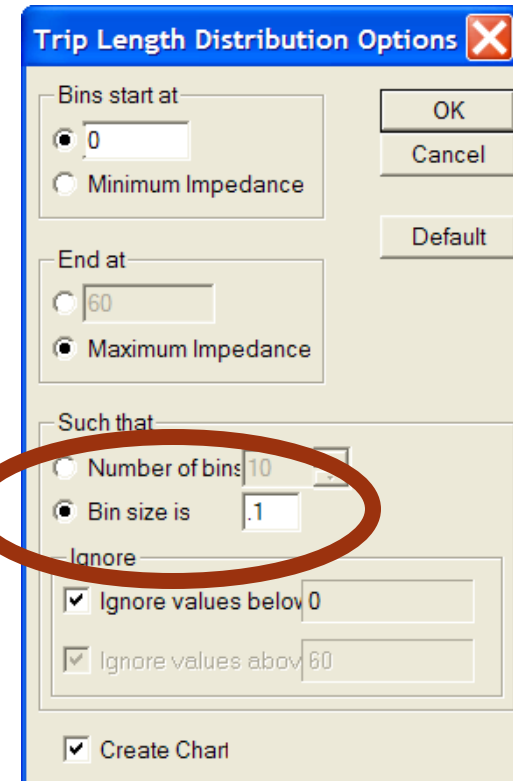 Trip Length Distribution Options
Bins start at
0
Minimum Impedance
OK
Cancel
Default
End at
60
Maximum Impedance
Such that
Number of bins 10
Bin size is .1
Ignore
Ignore values below 0
Ignore values abov 60
Create Chart